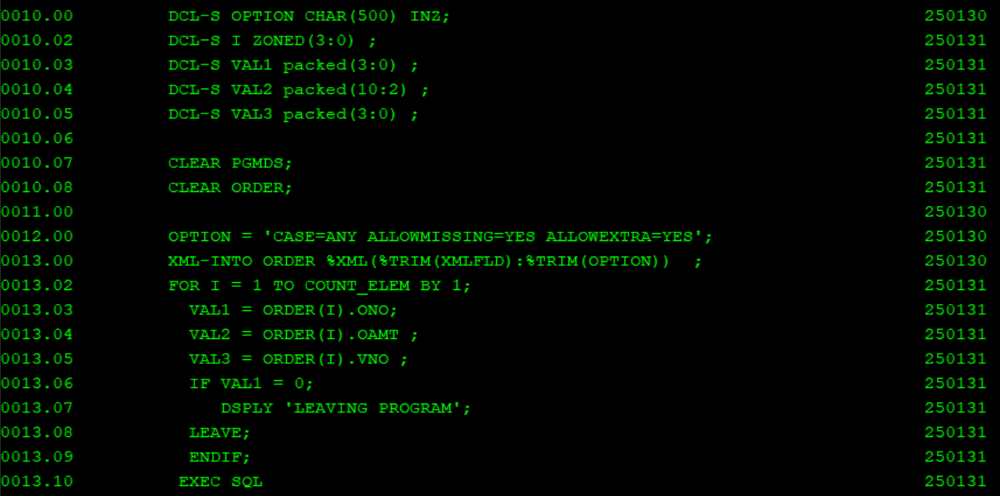 0010.00 DCL-S OPTION CHAR(500) INZ; 250130
0010.02 DCL-S I ZONED(3:0) ; 250131
0010.03 DCL-S VAL1 packed(3:0) ; 250131
0010.04 DCL-S VAL2 packed(10:2) ; 250131
0010.05 DCL-S VAL3 packed(3:0) ; 250131
0010.06 250131
0010.07 CLEAR PGMDS; 250131
0010.08 CLEAR ORDER; 250131
0011.00 250130
0012.00 OPTION = 'CASE=ANY ALLOWMISSING=YES ALLOWEXTRA=YES'; 250130
0013.00 XML-INTO ORDER %XML(%TRIM(XMLFLD):%TRIM(OPTION)) ; 250130
0013.02 FOR I = 1 TO COUNT_ELEM BY 1; 250131
0013.03 VAL1 = ORDER(I).ONO; 250131
0013.04 VAL2 = ORDER(I).OAMT ; 250131
0013.05 VAL3 = ORDER(I).VNO ; 250131
0013.06 IF VAL1 = 0; 250131
0013.07 DSPLY 'LEAVING PROGRAM'; 250131
0013.08 LEAVE; 250131
0013.09 ENDIF; 250131
0013.10 EXEC SQL 250131